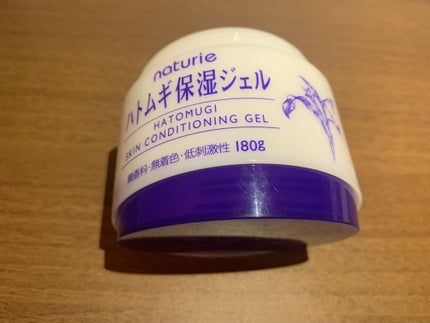 naturie
ハトムギ保湿ジェル
HATOMUGI
SKIN CONDITIONING GEL
無香料・無着色・低刺激性 180g